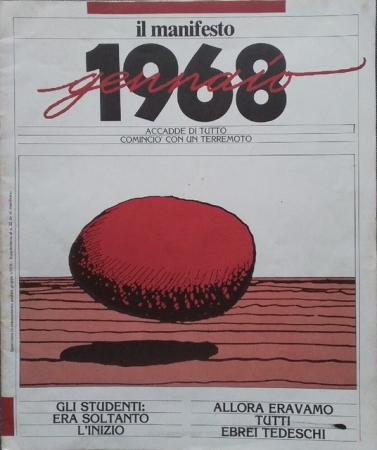 il manifesto
1968
gennaio
ACCADDE DI TUTTO
COMINCIO' CON UN TERREMOTO
GLI STUDENTI:
ERA SOLTANTO
L'INIZIO
ALLORA ERAVAMO
TUTTI
EBREI TEDESCHI